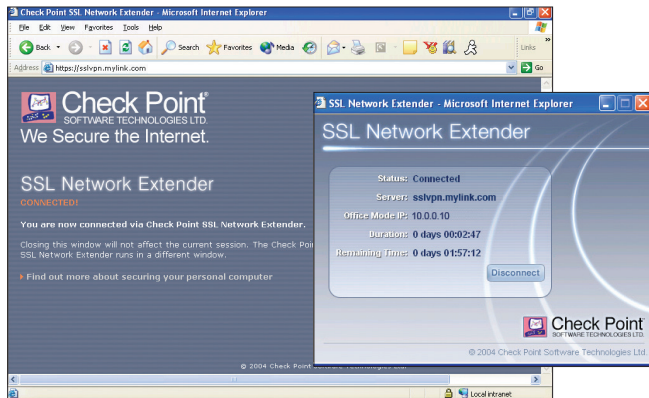 Check Point SSL Network Extender - Microsoft Internet Explorer
File Edit View Favorites Tools Help
Back Search Favorites Media Links
Address https://sslvpn.mylink.com Go
Check Point
SOFTWARE TECHNOLOGIES LTD.
We Secure the Internet.
SSL Network Extender
CONNECTED!
You are now connected via Check Point SSL Network Extender.
Closing this window will not affect the current session. The Check Poi
SSL Network Extender runs in a different window.
Find out more about securing your personal computer
© 2004 Check Point
Local intranet
SSL Network Extender - Microsoft Internet Explorer
SSL Network Extender
Status: Connected
Server: sslvpn.mylink.com
Office Mode IP: 10.0.0.10
Duration: 0 days 00:02:47
Remaining Time: 0 days 01:57:12
Disconnect
Check Point
SOFTWARE TECHNOLOGIES LTD.
© 2004 Check Point Software Technologies Ltd.